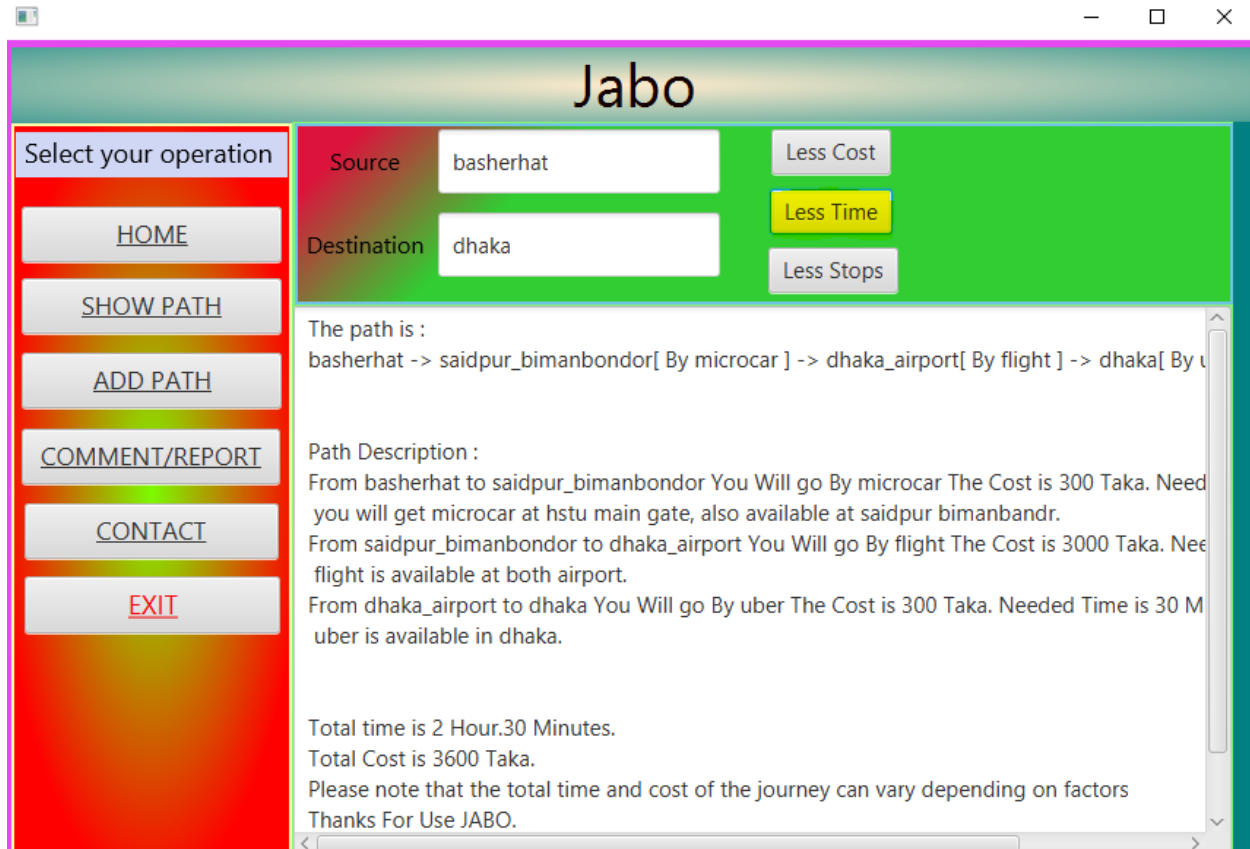 Jabo
Select your operation
HOME
SHOW PATH
ADD PATH
COMMENT/REPORT
CONTACT
EXIT
Source
basherhat
Destination
dhaka
Less Cost
Less Time
Less Stops
The path is :
basherhat -> saidpur_bimanbondor[ By microcar ] -> dhaka_airport[ By flight ] -> dhaka[ By
Path Description :
From basherhat to saidpur_bimanbondor You Will go By microcar The Cost is 300 Taka. Need
you will get microcar at hstu main gate, also available at saidpur bimanbandr.
From saidpur_bimanbondor to dhaka_airport You Will go By flight The Cost is 3000 Taka.
flight is available at both airport.
From dhaka_airport to dhaka You Will go By uber The Cost is 300 Taka. Needed Time is 30 M
uber is available in dhaka.
Total time is 2 Hour.30 Minutes.
Total Cost is 3600 Taka.
Please note that the total time and cost of the journey can vary depending on factors
Thanks For Use JABO.